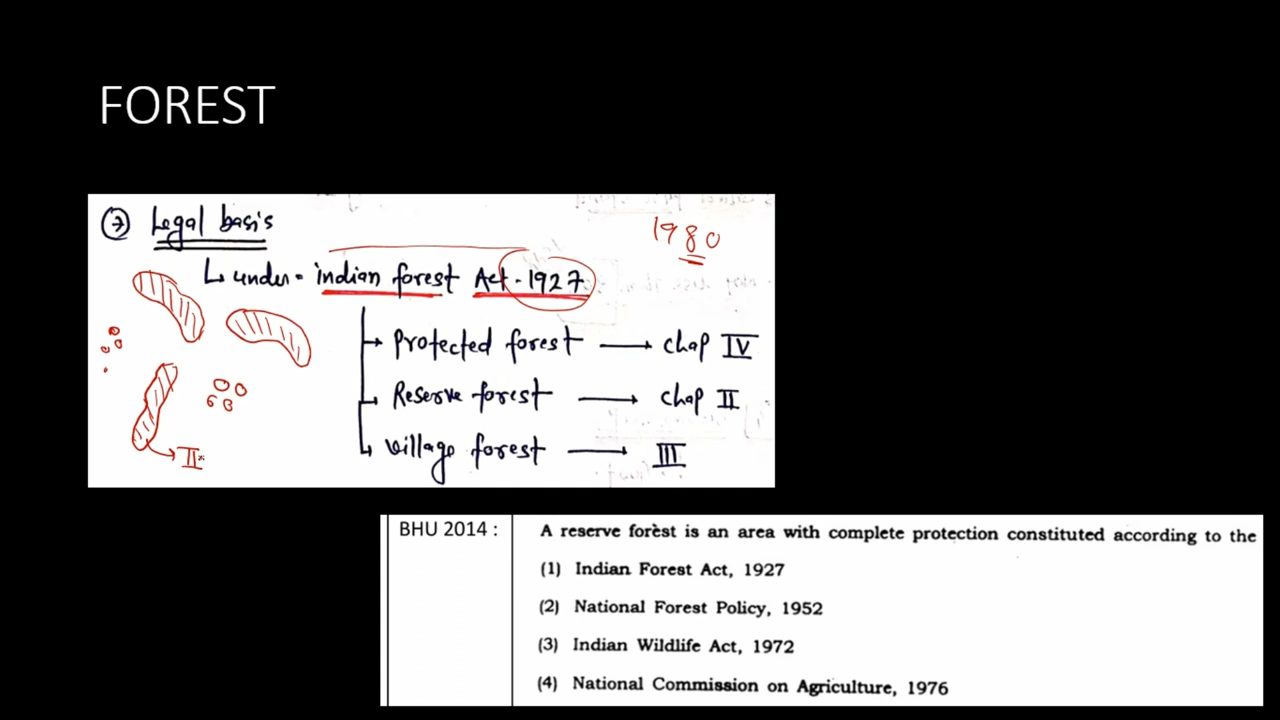 FOREST
⑦ Legal basis
1980
↳ under = indian forest Act - 1927
→ Protected forest → chap IV
→ Reserve forest → chap II
↳ village forest → III
→ II
BHU 2014 :
A reserve forest is an area with complete protection constituted according to the
(1) Indian Forest Act, 1927
(2) National Forest Policy, 1952
(3) Indian Wildlife Act, 1972
(4) National Commission on Agriculture, 1976